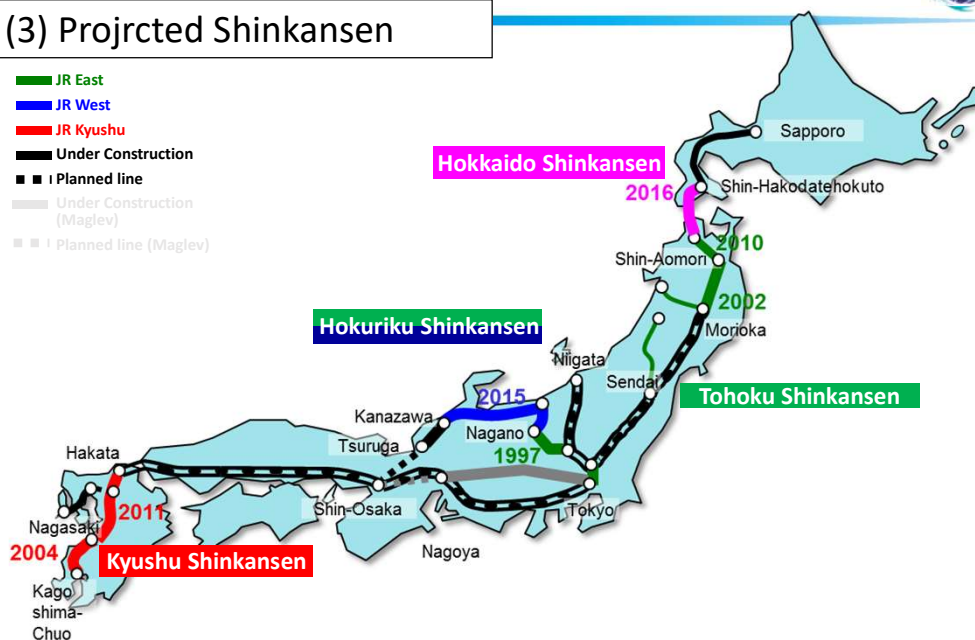 (3) Projrcted Shinkansen
JR East
JR West
JR Kyushu
Under Construction
Planned line
Under Construction
(Maglev)
Planned line (Maglev)
Sapporo
Hokkaido Shinkansen
2016
Shin-Hakodatehokuto
2010
Shin-Aomori
2002
Morioka
Hokuriku Shinkansen
Niigata
Sendai
Tohoku Shinkansen
2015
Kanazawa
Nagano
Tsuruga
1997
Hakata
Shin-Osaka
Tokyo
2011
Nagasaki
Nagoya
2004
Kyushu Shinkansen
Kago
shima-
Chuo